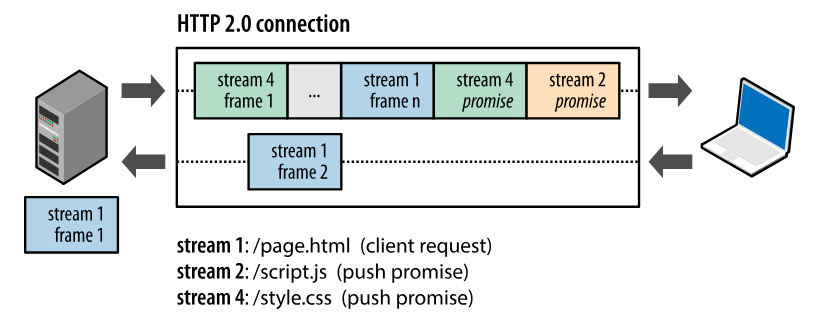 HTTP 2.0 connection
stream 4
frame 1
...
stream 1
frame n
stream 4
promise
stream 2
promise
stream 1
frame 2
stream 1
frame 1
stream 1: /page.html (client request)
stream 2: /script.js (push promise)
stream 4: /style.css (push promise)